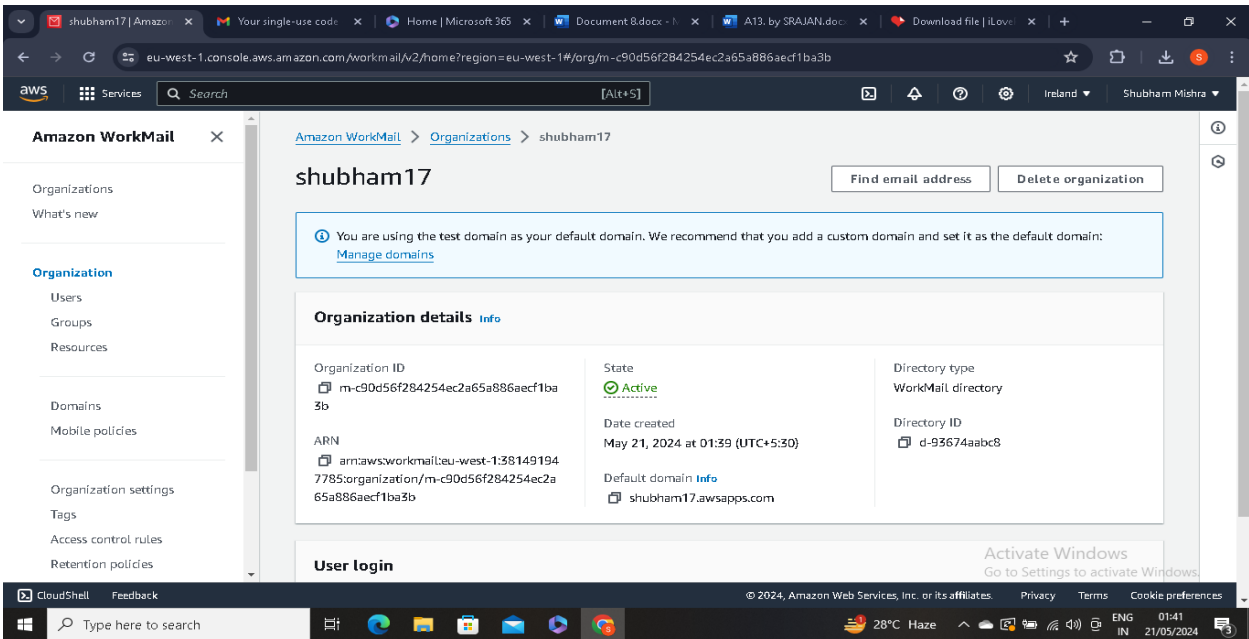 shubham17 | Amazon
Your single-use code
Home | Microsoft 365
Document 8.docx - M
A13. by SRAJAN.doc
Download file | iLove
eu-west-1.console.aws.amazon.com/workmail/v2/home?region=eu-west-1#/org/m-c90d56f284254ec2a65a886aecf1ba3b
S
aws
Services
Search
[Alt+S]
Ireland ▼
Shubham Mishra ▼
Amazon WorkMail
Organizations
What's new
Organization
Users
Groups
Resources
Domains
Mobile policies
Organization settings
Tags
Access control rules
Retention policies
Amazon WorkMail > Organizations > shubham17
shubham17
Find email address
Delete organization
You are using the test domain as your default domain. We recommend that you add a custom domain and set it as the default domain:
Manage domains
Organization details Info
Organization ID
m-c90d56f284254ec2a65a886aecf1ba
3b
ARN
arn:aws:workmail:eu-west-1:38149194
7785:organization/m-c90d56f284254ec2a
65a886aecf1ba3b
State
Active
Date created
May 21, 2024 at 01:39 (UTC+5:30)
Default domain Info
shubham17.awsapps.com
Directory type
WorkMail directory
Directory ID
d-93674aabc8
User login
Activate Windows
Go to Settings to activate Windows.
CloudShell
Feedback
© 2024, Amazon Web Services, Inc. or its affiliates.
Privacy
Terms
Cookie preferences
Type here to search
28°C Haze
ENG
IN
01:41
21/05/2024
3